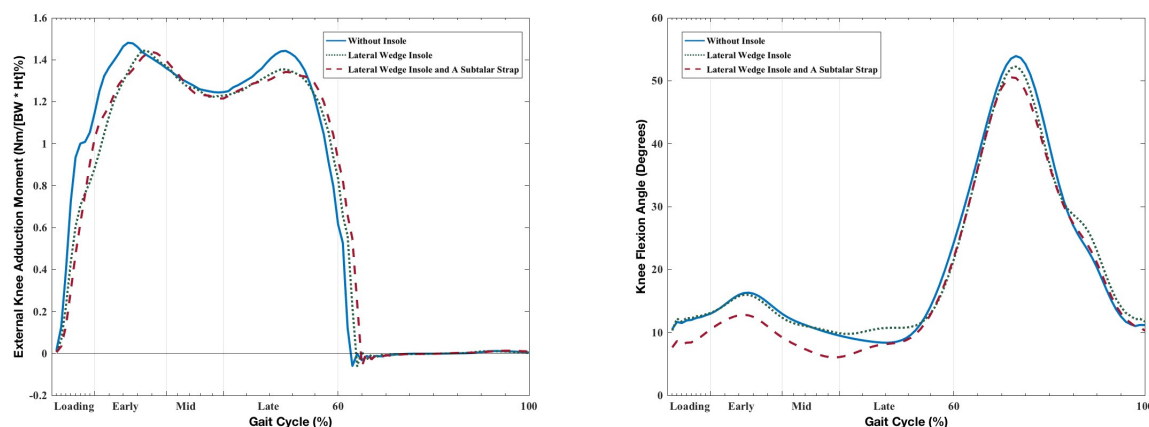 External Knee Adduction Moment (Nm/[BW * Ht]%)
1.6
1.4
1.2
1
0.8
0.6
0.4
0.2
0
-0.2
Without Insole
Lateral Wedge Insole
Lateral Wedge Insole and A Subtalar Strap
Loading Early Mid Late 60 100
Gait Cycle (%)
Knee Flexion Angle (Degrees)
60
50
40
30
20
10
0
Without Insole
Lateral Wedge Insole
Lateral Wedge Insole and A Subtalar Strap
Loading Early Mid Late 60 100
Gait Cycle (%)